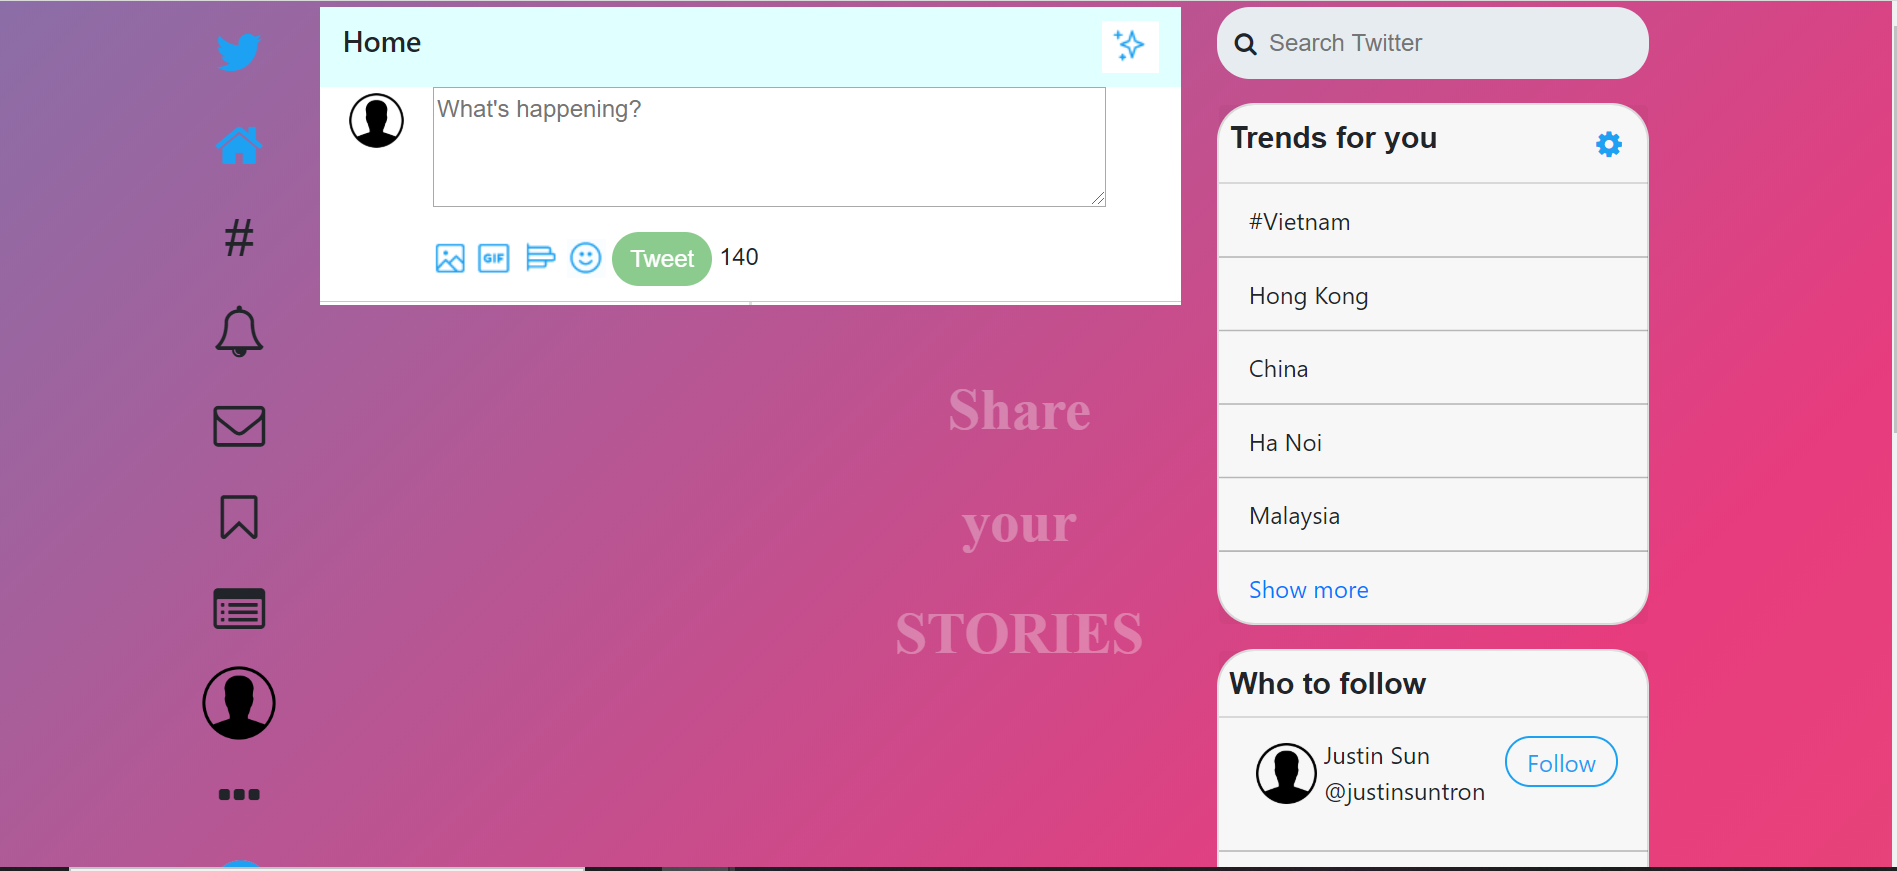 Home
What's happening?
GIF
Tweet 140
Share
your
STORIES
Search Twitter
Trends for you
#Vietnam
Hong Kong
China
Ha Noi
Malaysia
Show more
Who to follow
Justin Sun
@justinsuntron
Follow